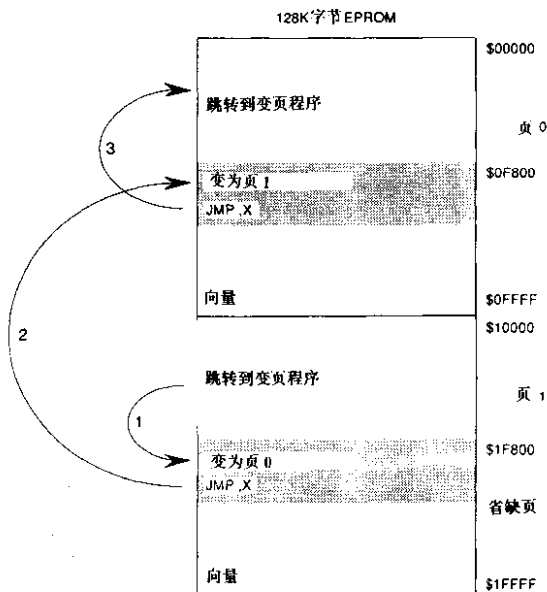 128K字节EPROM
$00000
跳转到变页程序
页 0
3
$0F800
变为页 1
JMP ,X
向量
$0FFFF
$10000
2
跳转到变页程序
页 1
1
$1F800
变为页 0
JMP ,X
省缺页
向量
$1FFFF